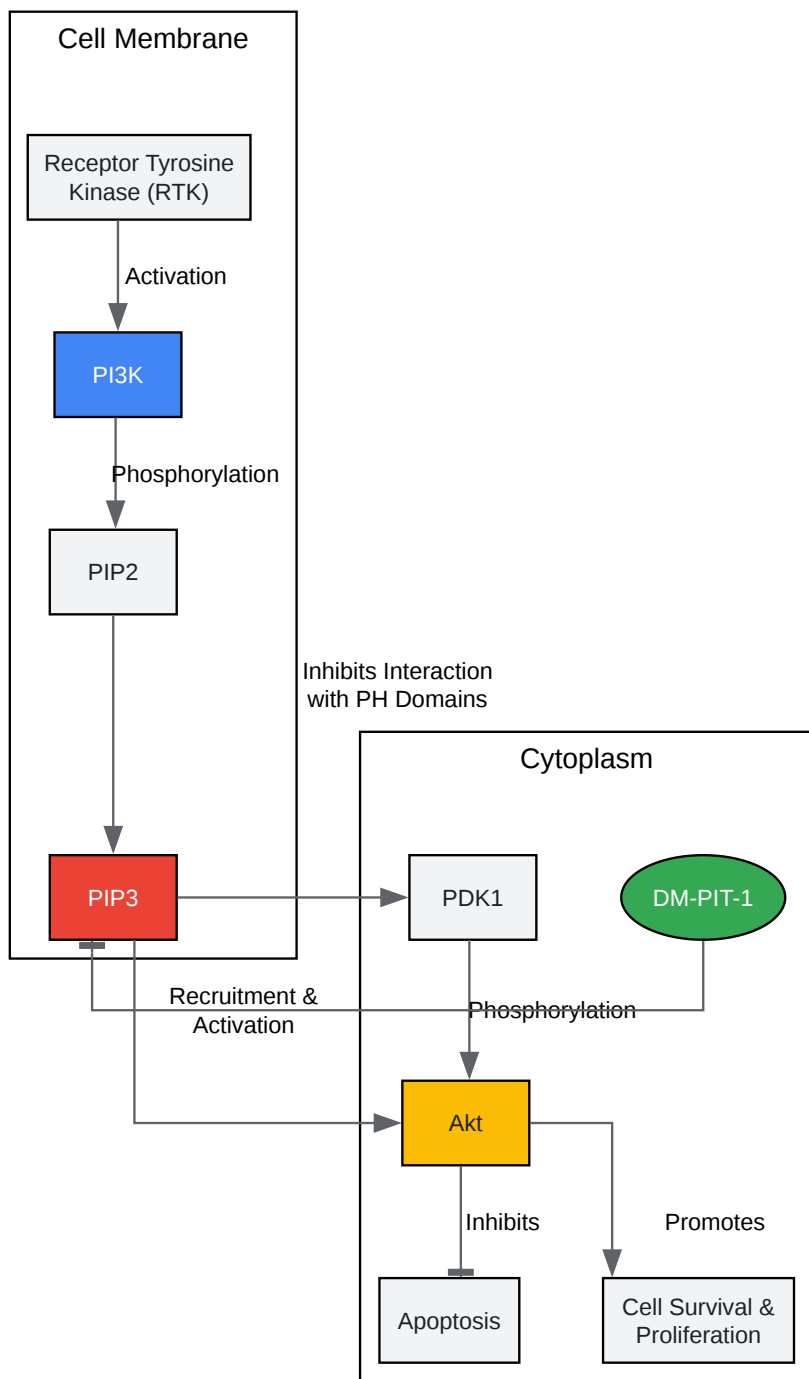 Cell Membrane
Receptor Tyrosine
Kinase (RTK)
Activation
PI3K
Phosphorylation
PIP2
Inhibits Interaction
with PH Domains
Cytoplasm
PIP3
PDK1
DM-PIT-1
Recruitment &
Activation
Phosphorylation
Akt
Inhibits
Promotes
Apoptosis
Cell Survival &
Proliferation